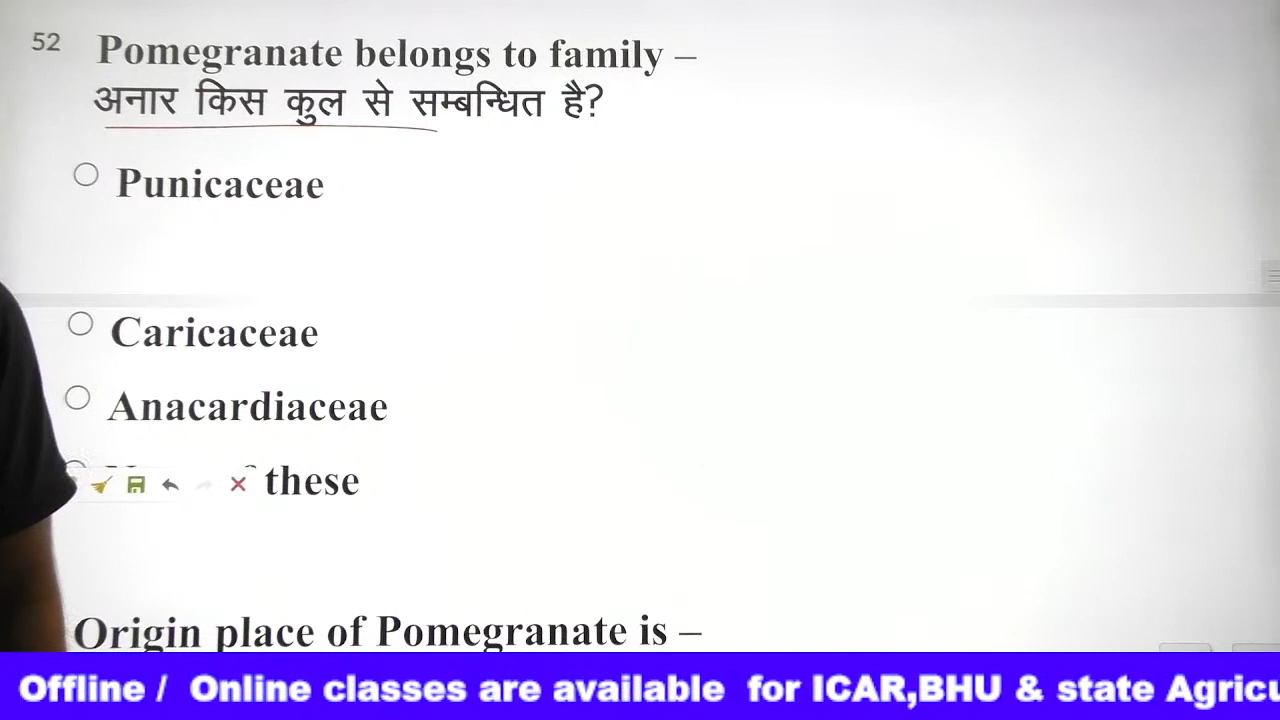 52 Pomegranate belongs to family –
अनार किस कुल से सम्बन्धित है?
Punicaceae
Caricaceae
Anacardiaceae
these
Origin place of Pomegranate is –
Offline / Online classes are available for ICAR,BHU & state